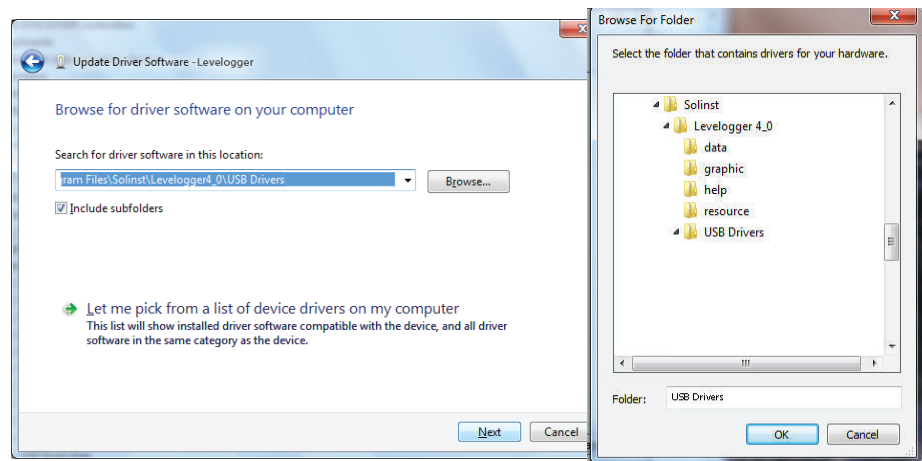 Update Driver Software - Levelogger
Browse for driver software on your computer
Search for driver software in this location:
ram Files\Solinst\Levelogger4_0\USB Drivers
Browse...
Include subfolders
Let me pick from a list of device drivers on my computer
This list will show installed driver software compatible with the device, and all driver
software in the same category as the device.
Next
Cancel
Browse For Folder
Select the folder that contains drivers for your hardware.
Solinst
Levelogger 4_0
data
graphic
help
resource
USB Drivers
Folder:
USB Drivers
OK
Cancel